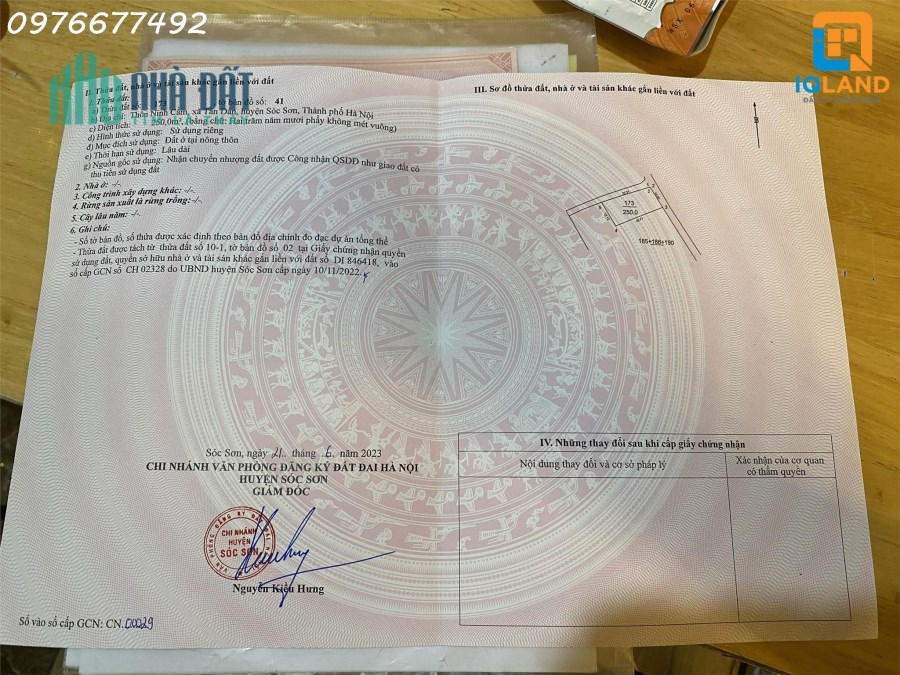 0976677492
NHÀ ĐẤT
IQLAND
II. Thửa đất, nhà ở và tài sản khác gắn liền với đất
1. Thửa đất:
a) Thửa đất số: 173 tờ bản đồ số: 41
b) Địa chỉ: Thôn Ninh Cầm, xã Tân Dân, huyện Sóc Sơn, Thành phố Hà Nội
c) Diện tích: 250,0m², (bằng chữ: Hai trăm năm mươi phẩy không mét vuông)
d) Hình thức sử dụng: Sử dụng riêng
đ) Mục đích sử dụng: Đất ở tại nông thôn
e) Thời hạn sử dụng: Lâu dài
g) Nguồn gốc sử dụng: Nhận chuyển nhượng đất được Công nhận QSDĐ như giao đất có
thu tiền sử dụng đất
2. Nhà ở: -/-
3. Công trình xây dựng khác: -/-
4. Rừng sản xuất là rừng trồng: -/-
5. Cây lâu năm: -/-
6. Ghi chú:
- Số tờ bản đồ, số thửa được xác định theo bản đồ địa chính đo đạc dự án tổng thể
- Thửa đất được tách từ thửa đất số 10-1, tờ bản đồ số 02 tại Giấy chứng nhận quyền
sử dụng đất, quyền sở hữu nhà ở và tài sản khác gắn liền với đất số DI 846418, vào
số cấp GCN số CH 02328 do UBND huyện Sóc Sơn cấp ngày 10/11/2022.
Sóc Sơn, ngày 21 tháng 6 năm 2023
CHI NHÁNH VĂN PHÒNG ĐĂNG KÝ ĐẤT ĐAI HÀ NỘI
HUYỆN SÓC SƠN
GIÁM ĐỐC
CHI NHÁNH
HUYỆN
SÓC SƠN
Nguyễn Kiều Hưng
Số vào sổ cấp GCN: CN.00029
III. Sơ đồ thửa đất, nhà ở và tài sản khác gắn liền với đất
B
173
250.0
185+186+190
IV. Những thay đổi sau khi cấp giấy chứng nhận
Nội dung thay đổi và cơ sở pháp lý
Xác nhận của cơ quan
có thẩm quyền